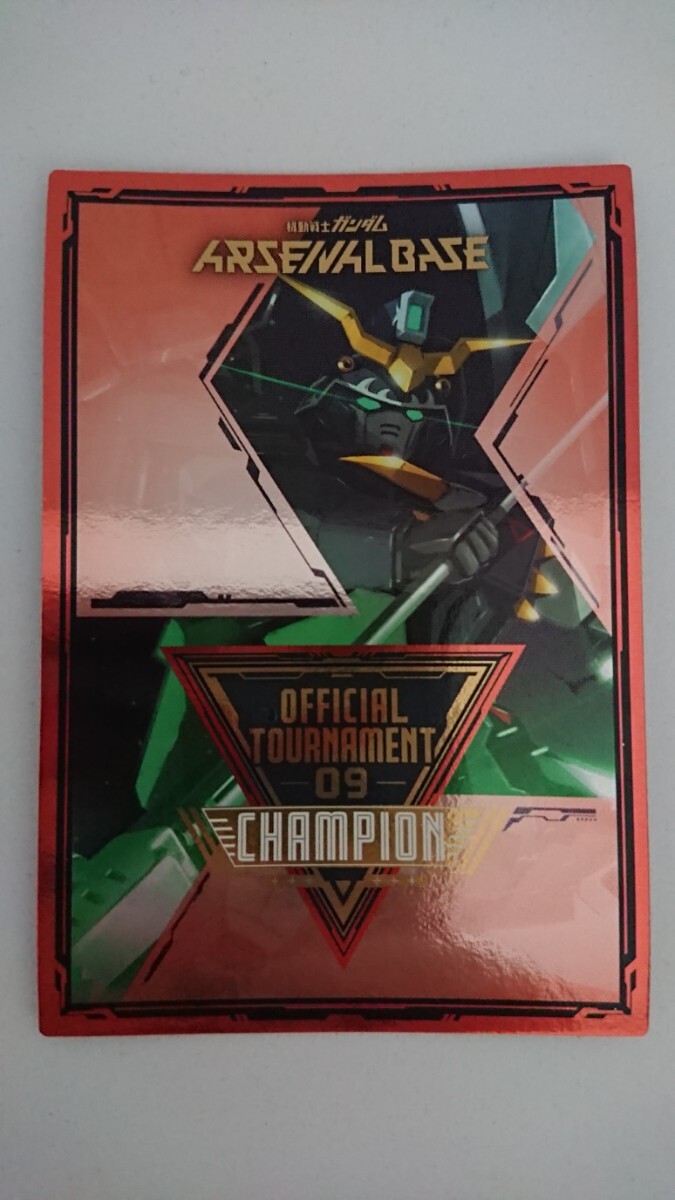 機動戦士ガンダム
ARSENAL BASE
OFFICIAL
TOURNAMENT
09
CHAMPION